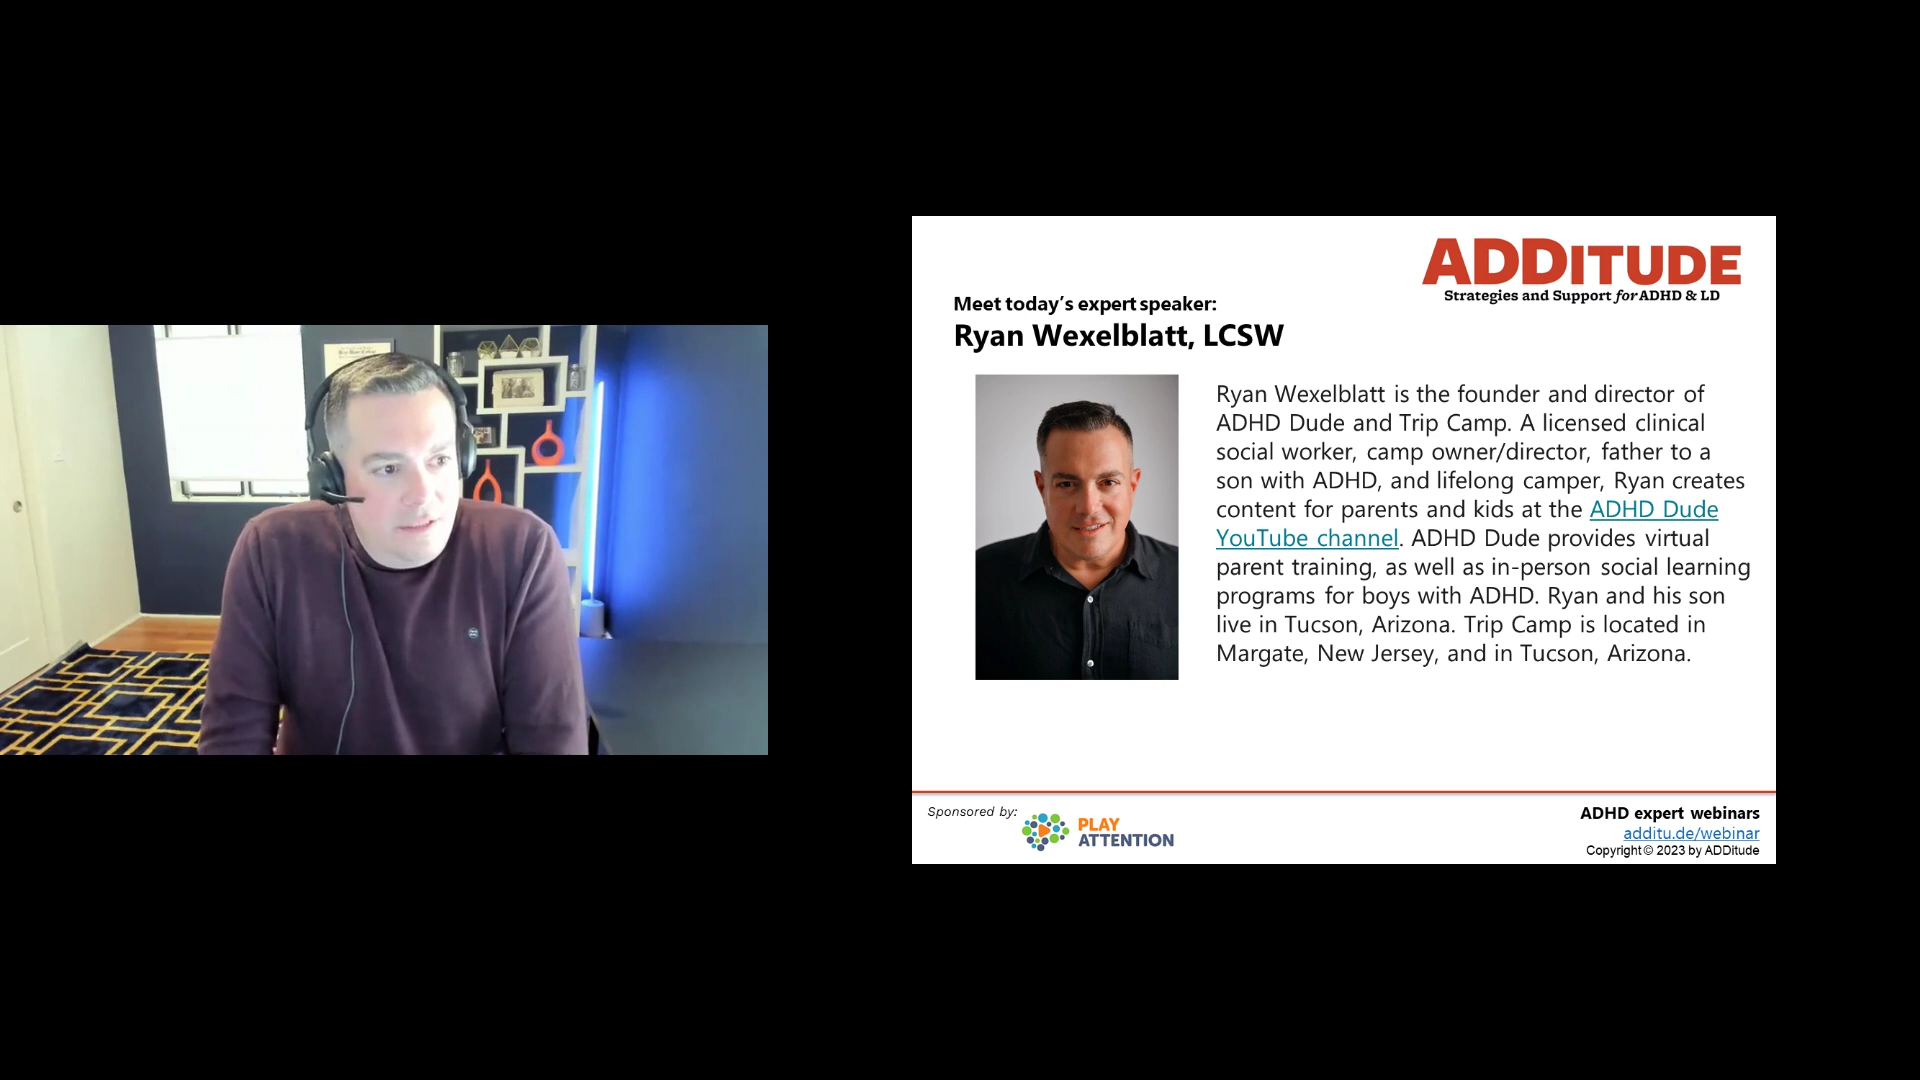 ADDITUDE
Strategies and Support for ADHD & LD
Meet today's expert speaker:
Ryan Wexelblatt, LCSW
Ryan Wexelblatt is the founder and director of
ADHD Dude and Trip Camp. A licensed clinical
social worker, camp owner/director, father to a
son with ADHD, and lifelong camper, Ryan creates
content for parents and kids at the ADHD Dude
YouTube channel. ADHD Dude provides virtual
parent training, as well as in-person social learning
programs for boys with ADHD. Ryan and his son
live in Tucson, Arizona. Trip Camp is located in
Margate, New Jersey, and in Tucson, Arizona.
Sponsored by:
PLAY
ATTENTION
ADHD expert webinars
additu.de/webinar
Copyright © 2023 by ADDitude